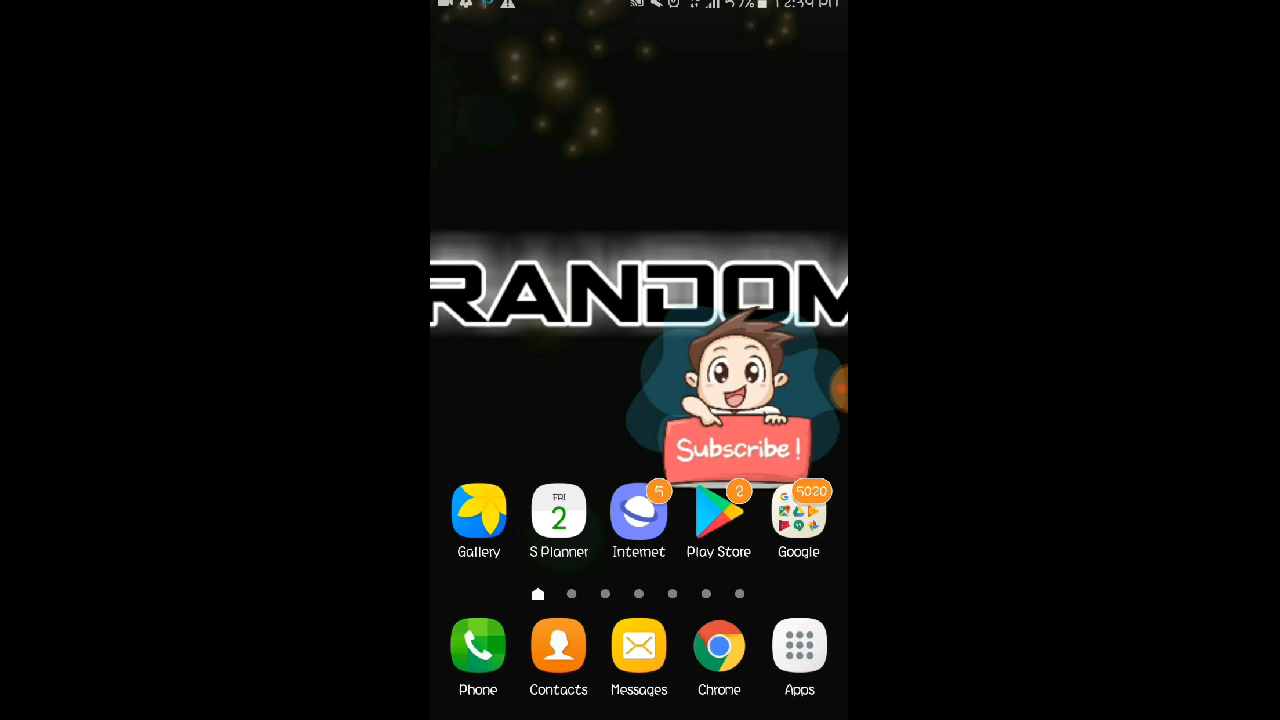 RANDOM
Subscribe!
5
2
5020
FRI
2
Gallery
S Planner
Internet
Play Store
Google
Phone
Contacts
Messages
Chrome
Apps